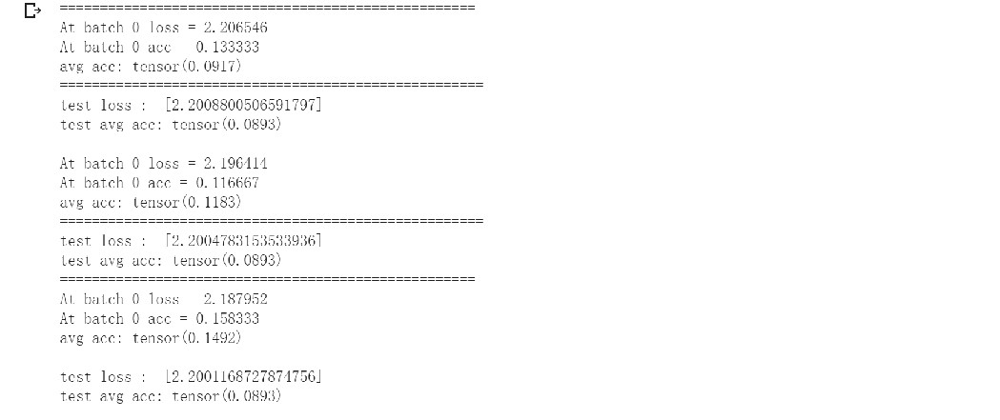 =====================================================
At batch 0 loss = 2.206546
At batch 0 acc   0.133333
avg acc: tensor(0.0917)
======================================================
test loss :  [2.2008800506591797]
test avg acc: tensor(0.0893)
At batch 0 loss = 2.196414
At batch 0 acc = 0.116667
avg acc: tensor(0.1183)
======================================================
test loss :  [2.2004783153533936]
test avg acc: tensor(0.0893)
=====================================================
At batch 0 loss   2.187952
At batch 0 acc = 0.158333
avg acc: tensor(0.1492)
test loss :  [2.2001168727874756]
test avg acc: tensor(0.0893)